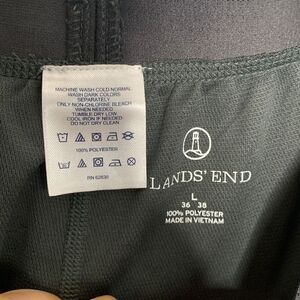 MACHINE WASH COLD-NORMAL
WASH DARK COLORS
SEPARATELY
ONLY NON-CHLORINE BLEACH
WHEN NEEDED
TUMBLE DRY LOW
COOL IRON IF NEEDED
DO NOT DRY CLEAN
100% POLYESTER
RN 62830
LANDS' END
L
36 38
100% POLYESTER
MADE IN VIETNAM